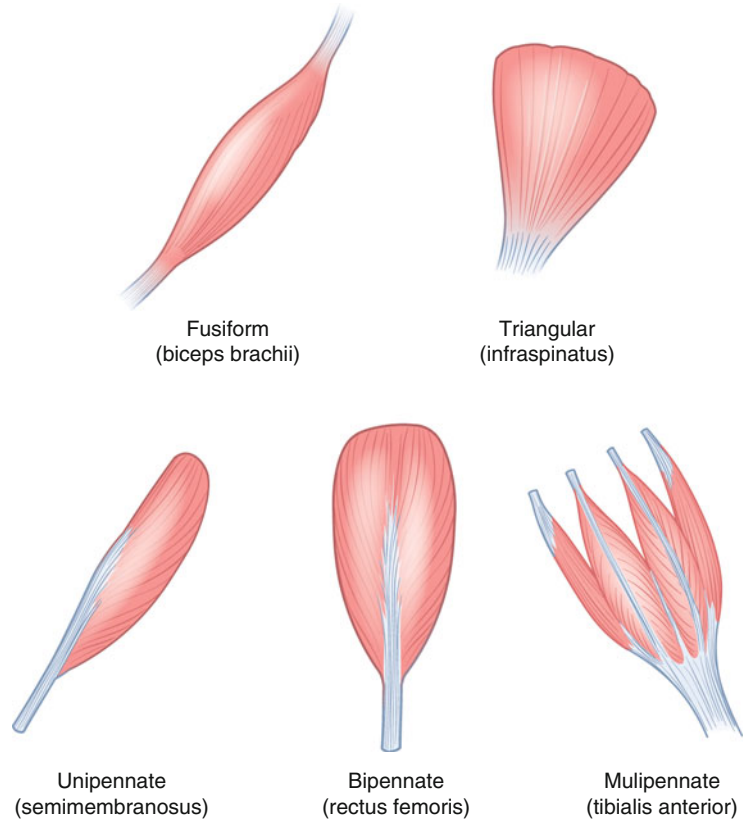 Fusiform
(biceps brachii)
Triangular
(infraspinatus)
Unipennate
(semimembranosus)
Bipennate
(rectus femoris)
Mulipennate
(tibialis anterior)